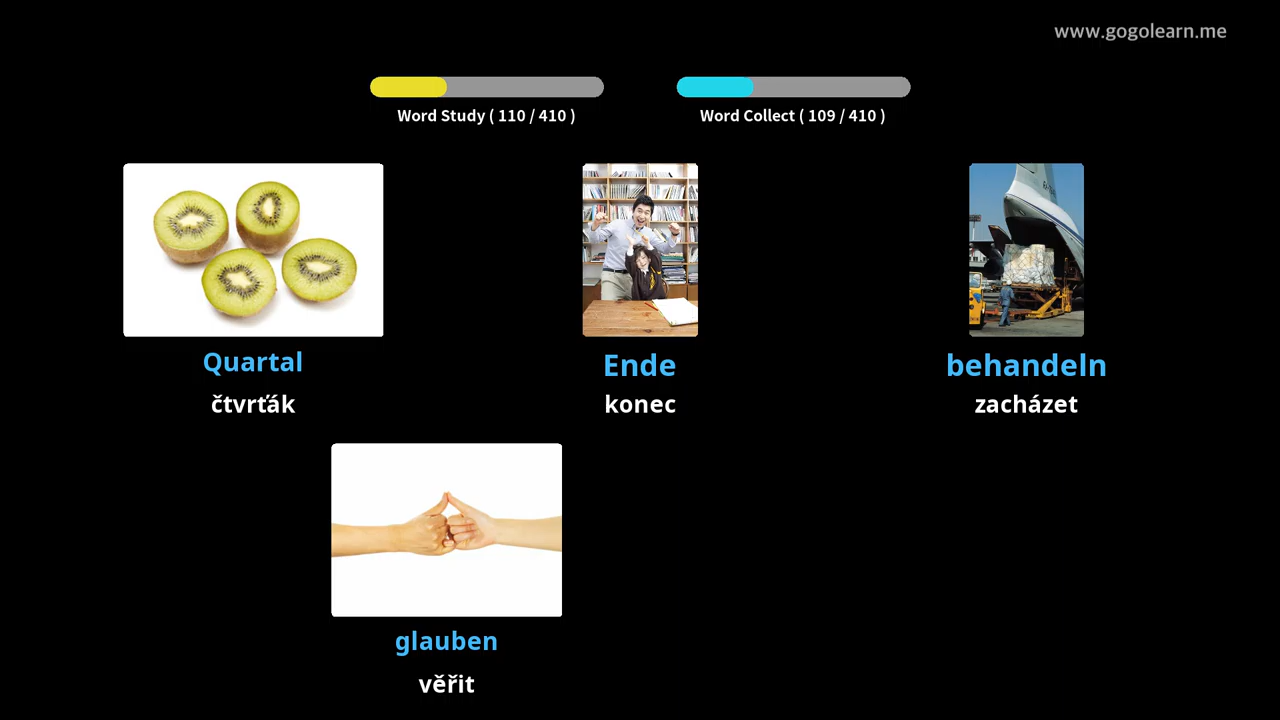 www.gogolearn.me
Word Study ( 110 / 410 )
Word Collect ( 109 / 410 )
Quartal
čtvrťák
Ende
konec
behandeln
zacházet
glauben
věřit